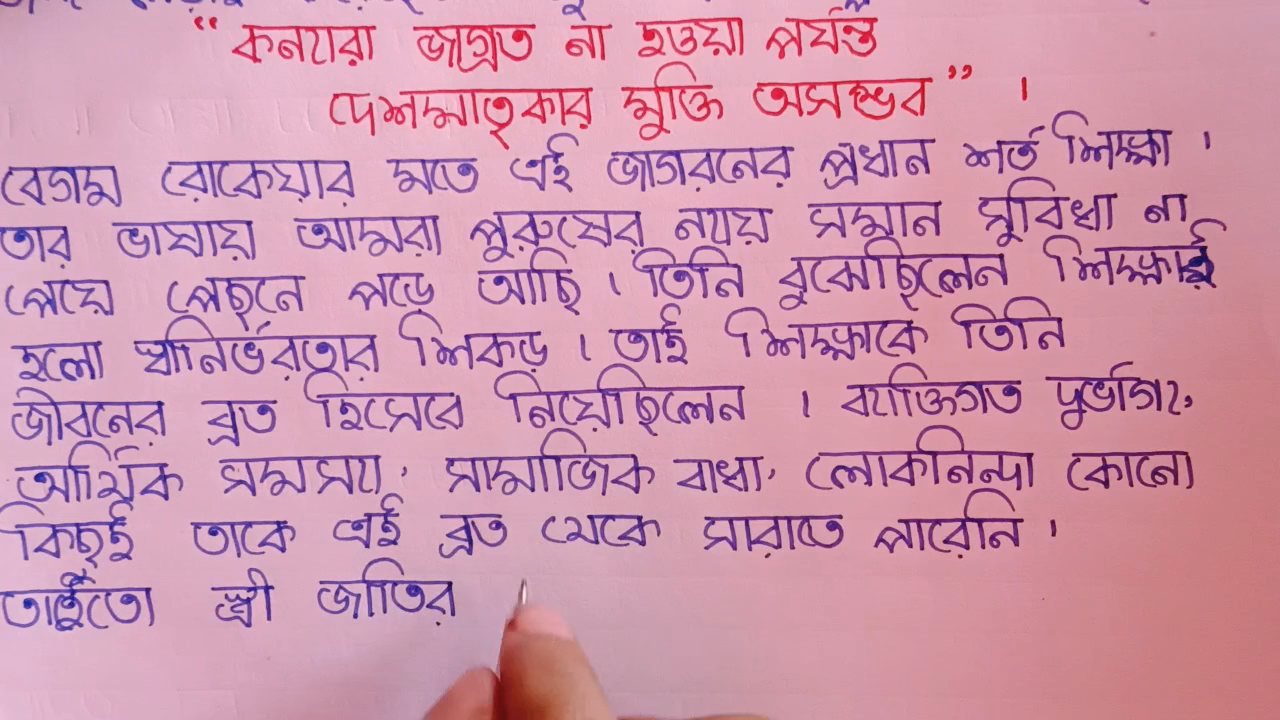 “ কন্যারা জাগ্রত না হওয়া পর্যন্ত
দেশমাতৃকার মুক্তি অসম্ভব ” ।
বেগম রোকেয়ার মতে এই জাগরনের প্রধান শর্ত শিক্ষা ।
তার ভাষায় আমরা পুরুষের ন্যায় সমান সুবিধা না
পেয়ে পেছনে পড়ে আছি । তিনি বুঝেছিলেন শিক্ষাই
হলো স্বনির্ভরতার শিকড় । তাই শিক্ষাকে তিনি
জীবনের ব্রত হিসেবে নিয়েছিলেন । ব্যক্তিগত দুর্ভাগ্য,
আর্থিক সমস্যা, সামাজিক বাধা, লোকনিন্দা কোনো
কিছুই তাকে এই ব্রত থেকে সারাতে পারেনি ।
তাইতো স্ত্রী জাতির